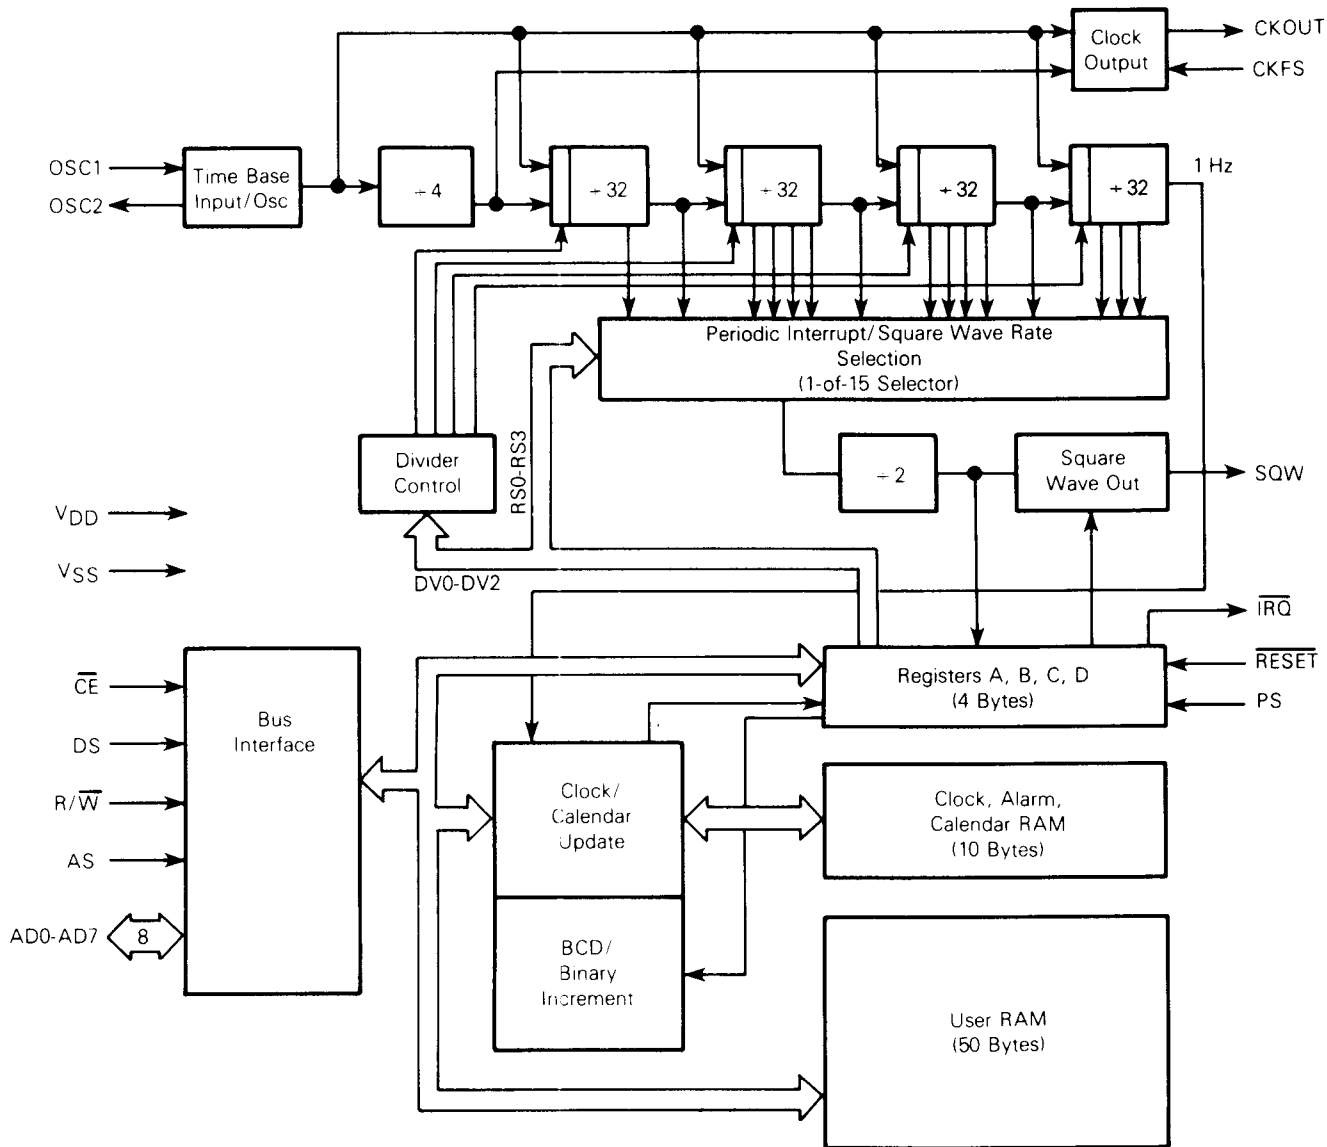 CKOUT
Clock
Output
CKFS
OSC1
OSC2
Time Base
Input/Osc
÷4
÷32
÷32
÷32
÷32
1 Hz
Periodic Interrupt/Square Wave Rate
Selection
(1-of-15 Selector)
RS0-RS3
Divider
Control
÷2
Square
Wave Out
SQW
VDD
VSS
DV0-DV2
I̅R̅Q̅
R̅E̅S̅E̅T̅
PS
Registers A, B, C, D
(4 Bytes)
C̅E̅
DS
R/W̅
AS
AD0-AD7
8
Bus
Interface
Clock/
Calendar
Update
Clock, Alarm,
Calendar RAM
(10 Bytes)
BCD/
Binary
Increment
User RAM
(50 Bytes)